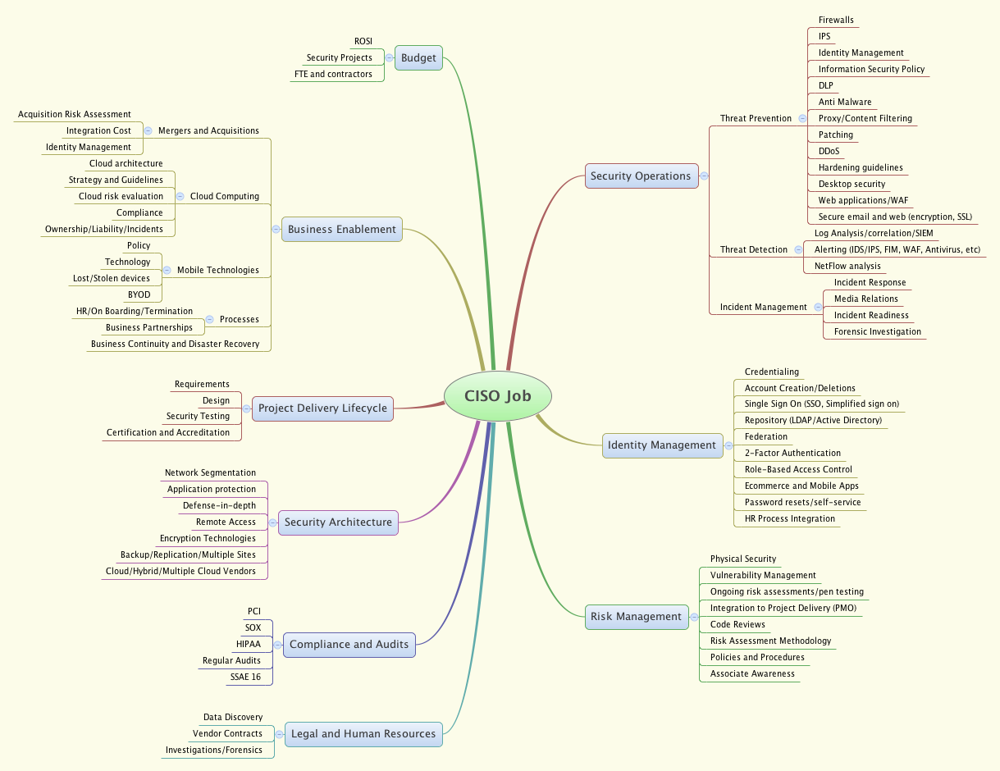 CISO Job
Budget
ROSI
Security Projects
FTE and contractors
Business Enablement
Mergers and Acquisitions
Acquisition Risk Assessment
Integration Cost
Identity Management
Cloud Computing
Cloud architecture
Strategy and Guidelines
Cloud risk evaluation
Compliance
Ownership/Liability/Incidents
Mobile Technologies
Policy
Technology
Lost/Stolen devices
BYOD
Processes
HR/On Boarding/Termination
Business Partnerships
Business Continuity and Disaster Recovery
Project Delivery Lifecycle
Requirements
Design
Security Testing
Certification and Accreditation
Security Architecture
Network Segmentation
Application protection
Defense-in-depth
Remote Access
Encryption Technologies
Backup/Replication/Multiple Sites
Cloud/Hybrid/Multiple Cloud Vendors
Compliance and Audits
PCI
SOX
HIPAA
Regular Audits
SSAE 16
Legal and Human Resources
Data Discovery
Vendor Contracts
Investigations/Forensics
Security Operations
Threat Prevention
Firewalls
IPS
Identity Management
Information Security Policy
DLP
Anti Malware
Proxy/Content Filtering
Patching
DDoS
Hardening guidelines
Desktop security
Web applications/WAF
Secure email and web (encryption, SSL)
Threat Detection
Log Analysis/correlation/SIEM
Alerting (IDS/IPS, FIM, WAF, Antivirus, etc)
NetFlow analysis
Incident Management
Incident Response
Media Relations
Incident Readiness
Forensic Investigation
Identity Management
Credentialing
Account Creation/Deletions
Single Sign On (SSO, Simplified sign on)
Repository (LDAP/Active Directory)
Federation
2-Factor Authentication
Role-Based Access Control
Ecommerce and Mobile Apps
Password resets/self-service
HR Process Integration
Risk Management
Physical Security
Vulnerability Management
Ongoing risk assessments/pen testing
Integration to Project Delivery (PMO)
Code Reviews
Risk Assessment Methodology
Policies and Procedures
Associate Awareness